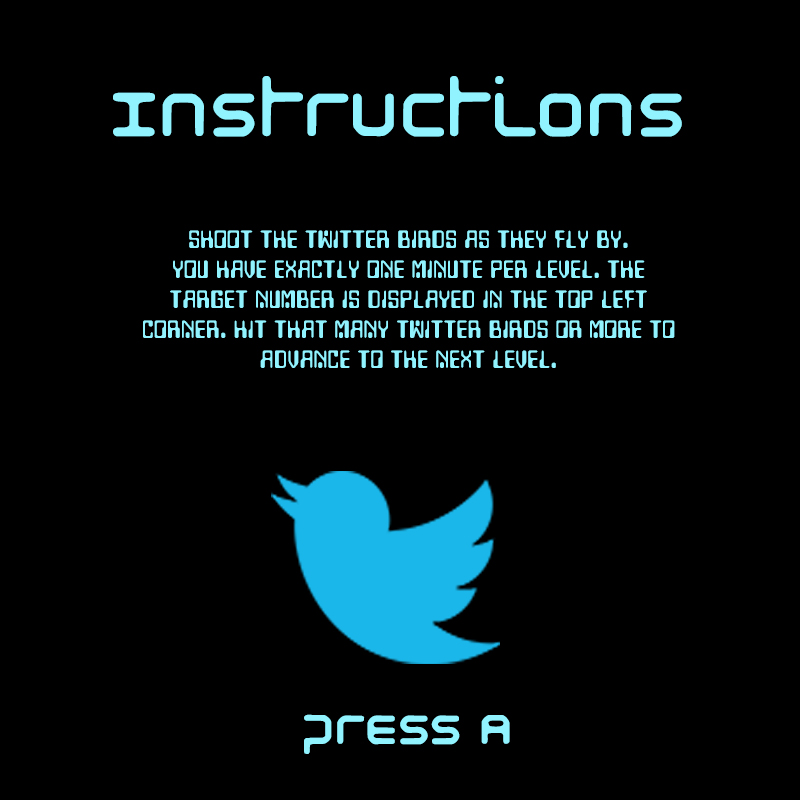 Instructions
SHOOT THE TWITTER BIRDS AS THEY FLY BY.
YOU HAVE EXACTLY ONE MINUTE PER LEVEL. THE
TARGET NUMBER IS DISPLAYED IN THE TOP LEFT
CORNER. HIT THAT MANY TWITTER BIRDS OR MORE TO
ADVANCE TO THE NEXT LEVEL.
press A